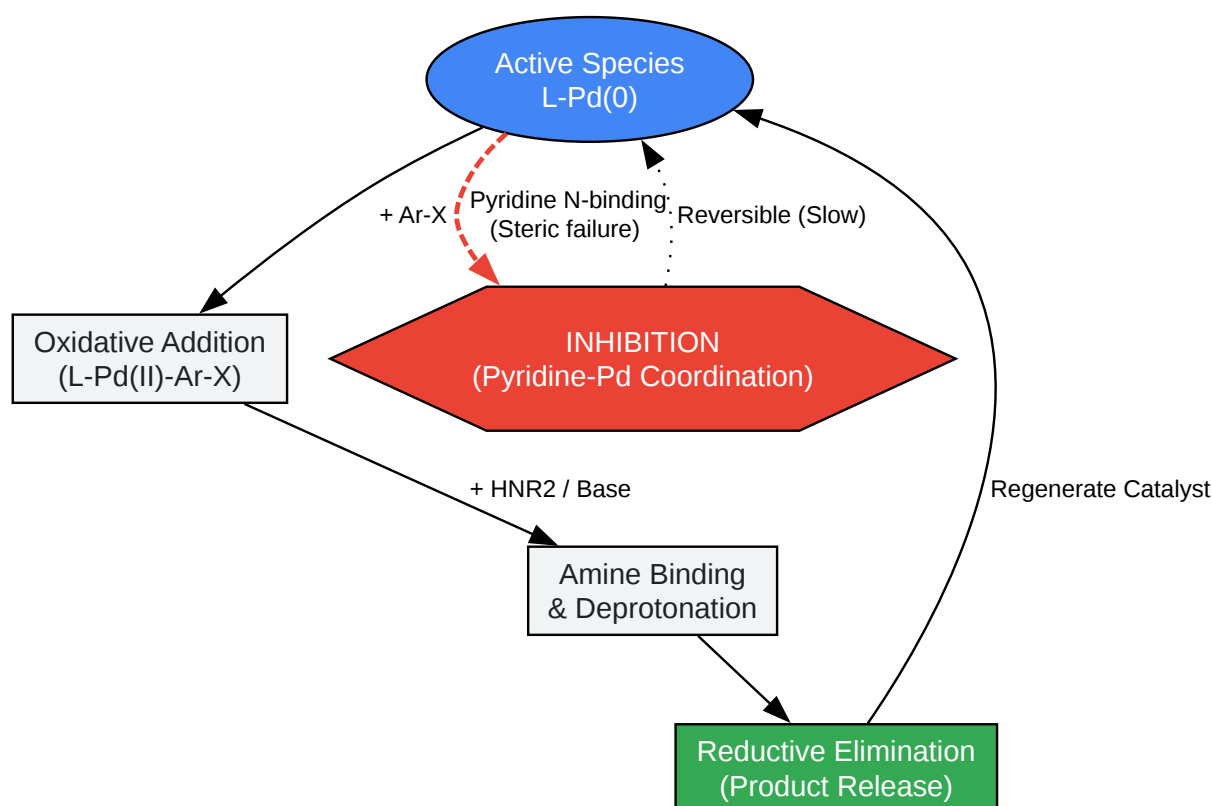 Active Species
L-Pd(0)
+ Ar-X
Pyridine N-binding
(Steric failure)
Reversible (Slow)
Oxidative Addition
(L-Pd(II)-Ar-X)
INHIBITION
(Pyridine-Pd Coordination)
+ HNR2 / Base
Regenerate Catalyst
Amine Binding
& Deprotonation
Reductive Elimination
(Product Release)